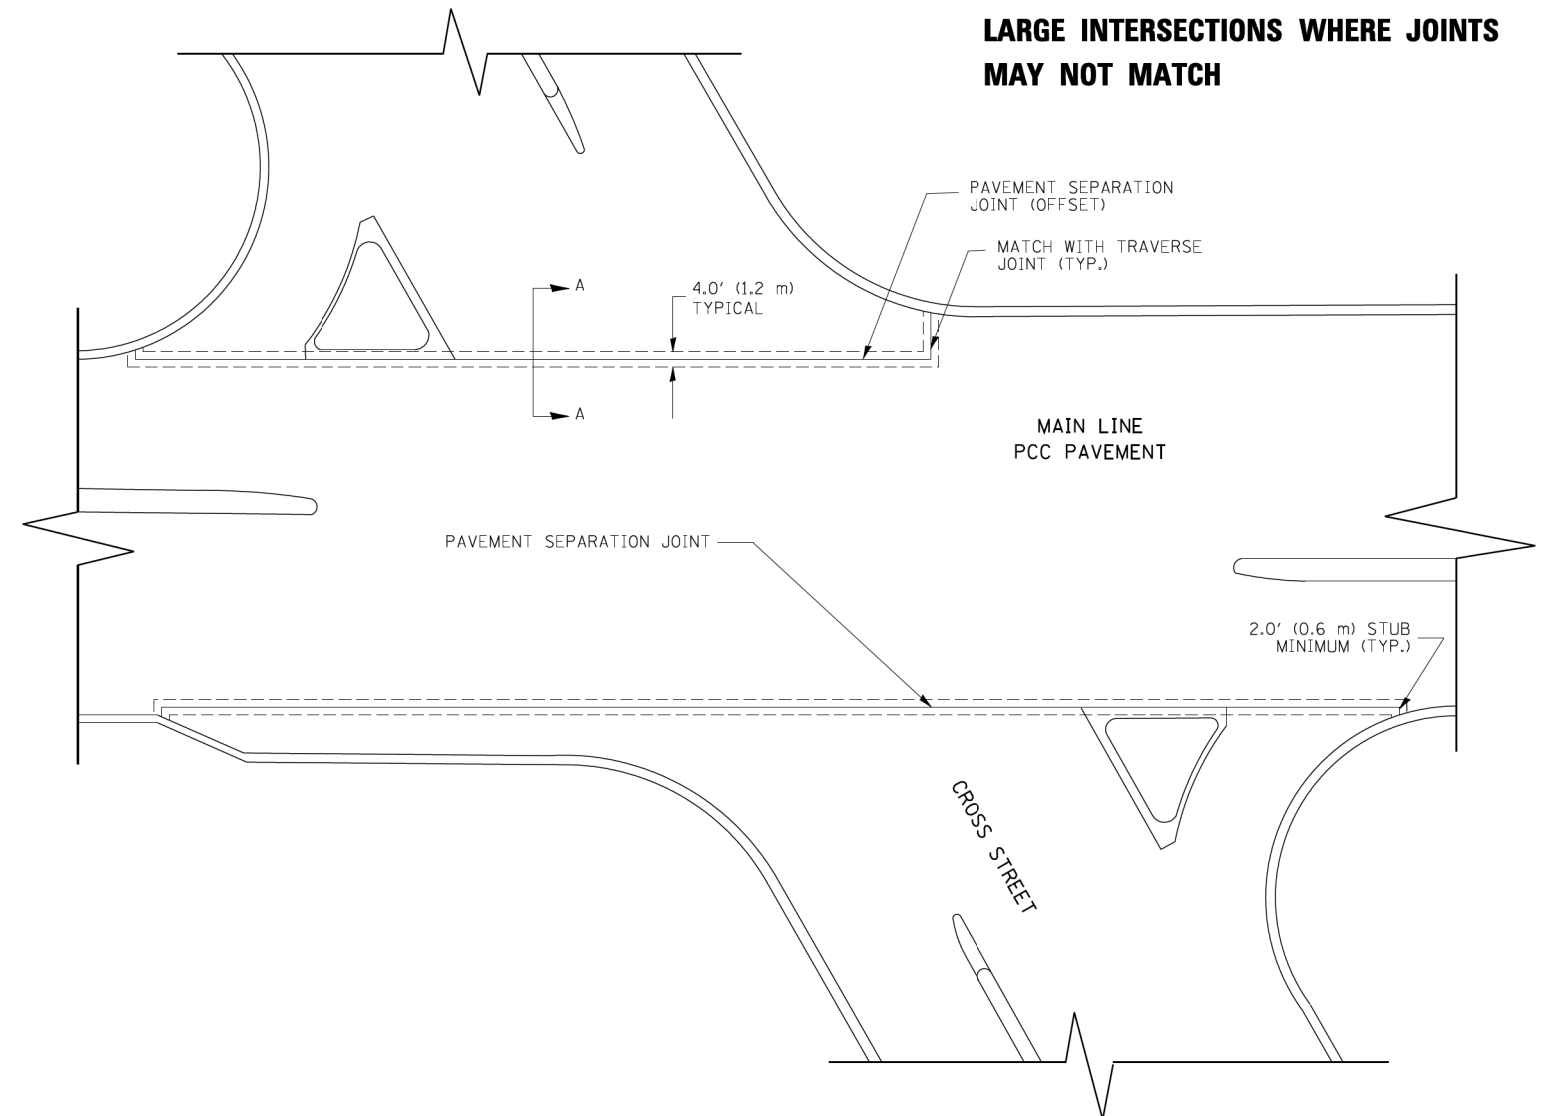 LARGE INTERSECTIONS WHERE JOINTS
MAY NOT MATCH
PAVEMENT SEPARATION
JOINT (OFFSET)
MATCH WITH TRAVERSE
JOINT (TYP.)
A
4.0' (1.2 m)
TYPICAL
A
MAIN LINE
PCC PAVEMENT
PAVEMENT SEPARATION JOINT
2.0' (0.6 m) STUB
MINIMUM (TYP.)
CROSS STREET